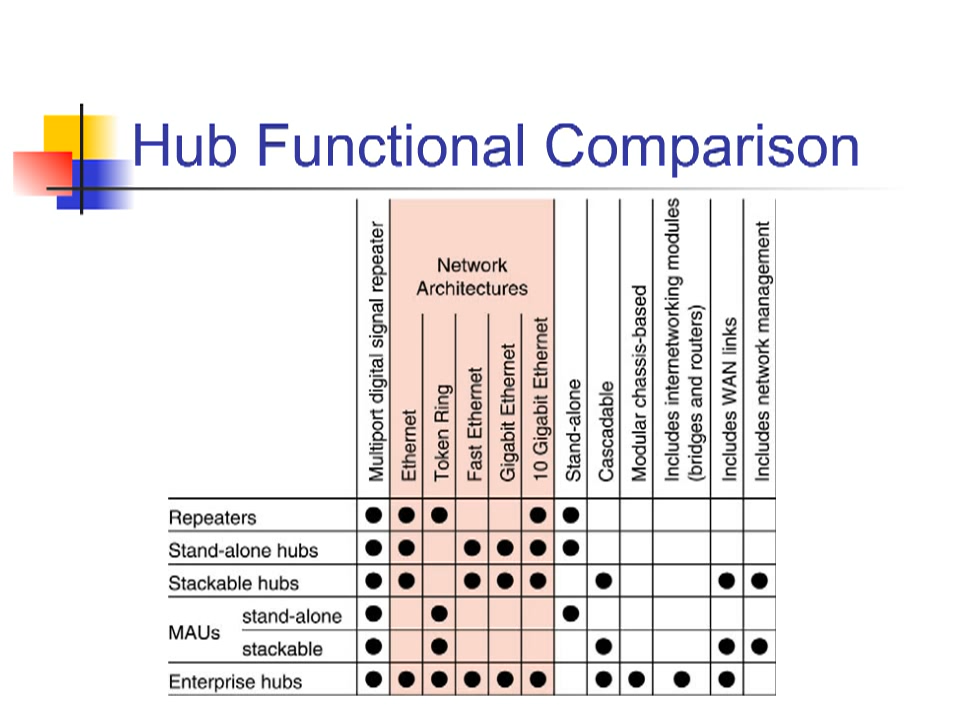 Hub Functional Comparison
Network
Architectures
Multiport digital signal repeater
Ethernet
Token Ring
Fast Ethernet
Gigabit Ethernet
10 Gigabit Ethernet
Stand-alone
Cascadable
Modular chassis-based
Includes internetworking modules
(bridges and routers)
Includes WAN links
Includes network management
Repeaters
Stand-alone hubs
Stackable hubs
MAUs
stand-alone
stackable
Enterprise hubs